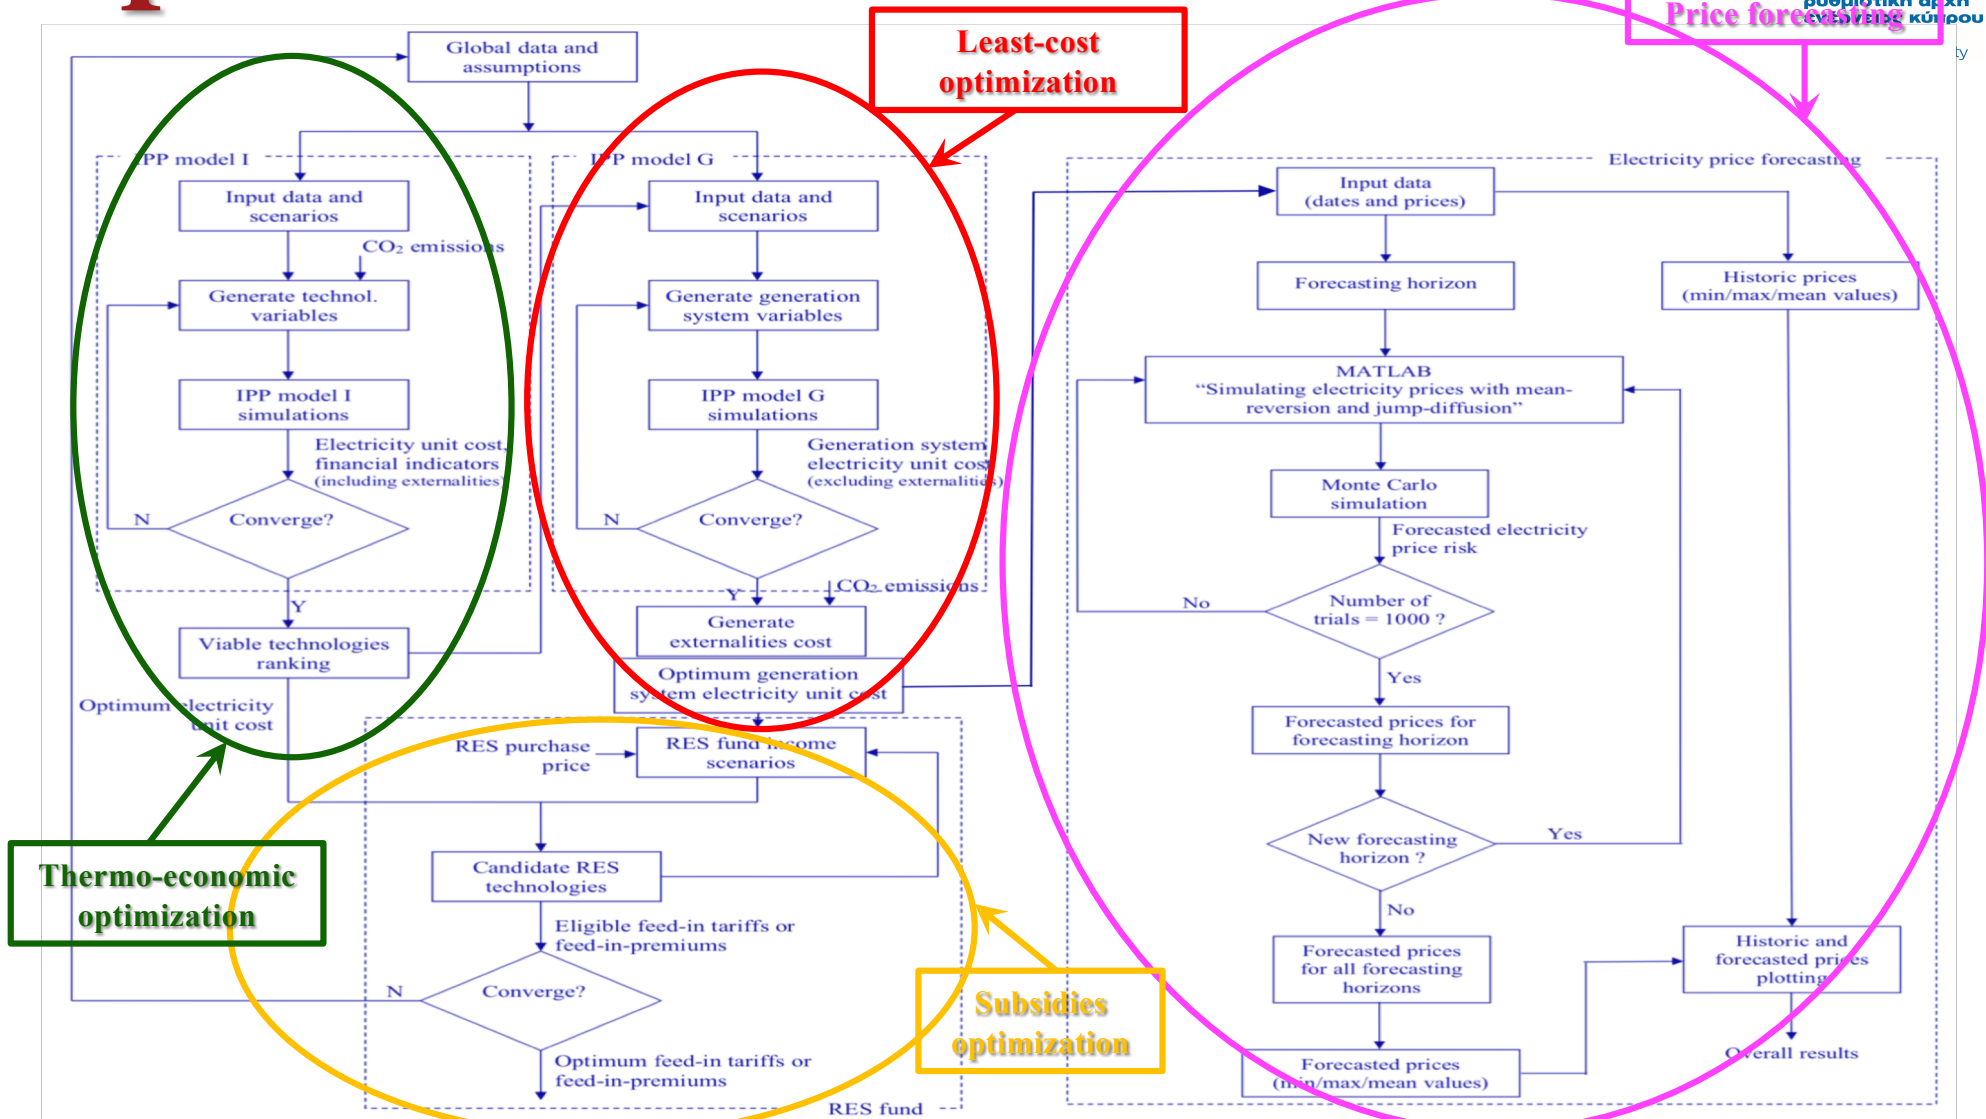 Price forecasting
ρυθμιστική αρχή
ενέργειας κύπρου
ty
Least-cost
optimization
Global data and
assumptions
IPP model I
Input data and
scenarios
CO₂ emissions
Generate technol.
variables
IPP model I
simulations
Electricity unit cost,
financial indicators
(including externalities)
Converge?
N
Y
Viable technologies
ranking
Optimum electricity
unit cost
Thermo-economic
optimization
IPP model G
Input data and
scenarios
Generate generation
system variables
IPP model G
simulations
Generation system
electricity unit cost
(excluding externalities)
Converge?
N
Y
CO₂ emissions
Generate
externalities cost
Optimum generation
system electricity unit cost
RES purchase
price
RES fund income
scenarios
Candidate RES
technologies
Eligible feed-in tariffs or
feed-in-premiums
Converge?
N
Optimum feed-in tariffs or
feed-in-premiums
RES fund
Subsidies
optimization
Electricity price forecasting
Input data
(dates and prices)
Forecasting horizon
Historic prices
(min/max/mean values)
MATLAB
“Simulating electricity prices with mean-
reversion and jump-diffusion”
Monte Carlo
simulation
Forecasted electricity
price risk
Number of
trials = 1000 ?
No
Yes
Forecasted prices for
forecasting horizon
New forecasting
horizon ?
Yes
No
Forecasted prices
for all forecasting
horizons
Historic and
forecasted prices
plotting
Forecasted prices
(min/max/mean values)
Overall results